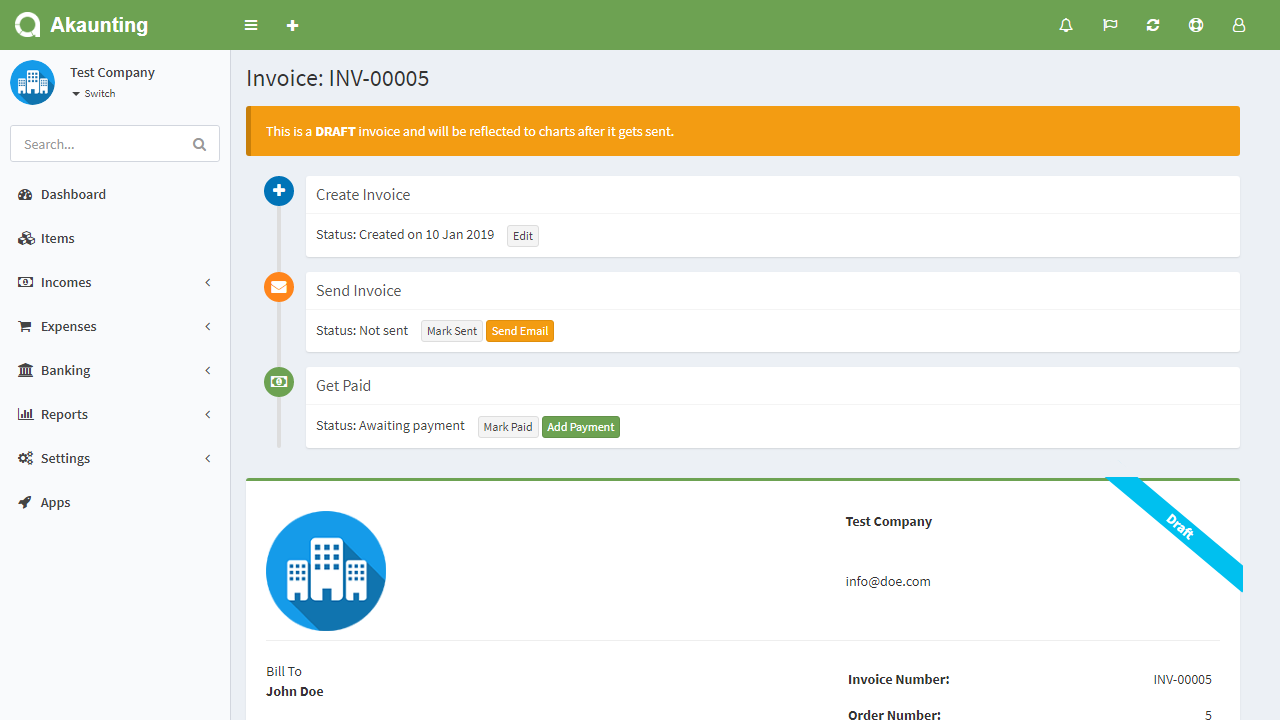 Akaunting
Test Company
Switch
Search...
Dashboard
Items
Incomes
Expenses
Banking
Reports
Settings
Apps
Invoice: INV-00005
This is a DRAFT invoice and will be reflected to charts after it gets sent.
Create Invoice
Status: Created on 10 Jan 2019 Edit
Send Invoice
Status: Not sent Mark Sent Send Email
Get Paid
Status: Awaiting payment Mark Paid Add Payment
Draft
Test Company
info@doe.com
Bill To
John Doe
Invoice Number: INV-00005
Order Number: 5